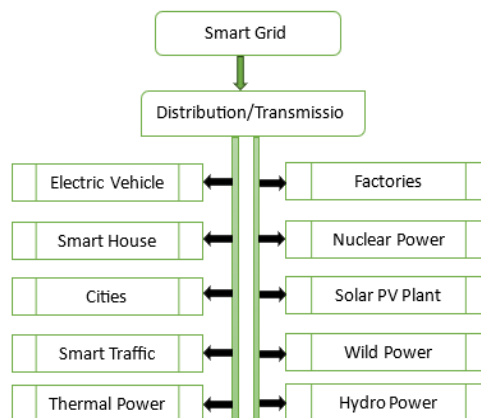 Smart Grid
Distribution/Transmissio
Electric Vehicle
Factories
Smart House
Nuclear Power
Cities
Solar PV Plant
Smart Traffic
Wild Power
Thermal Power
Hydro Power